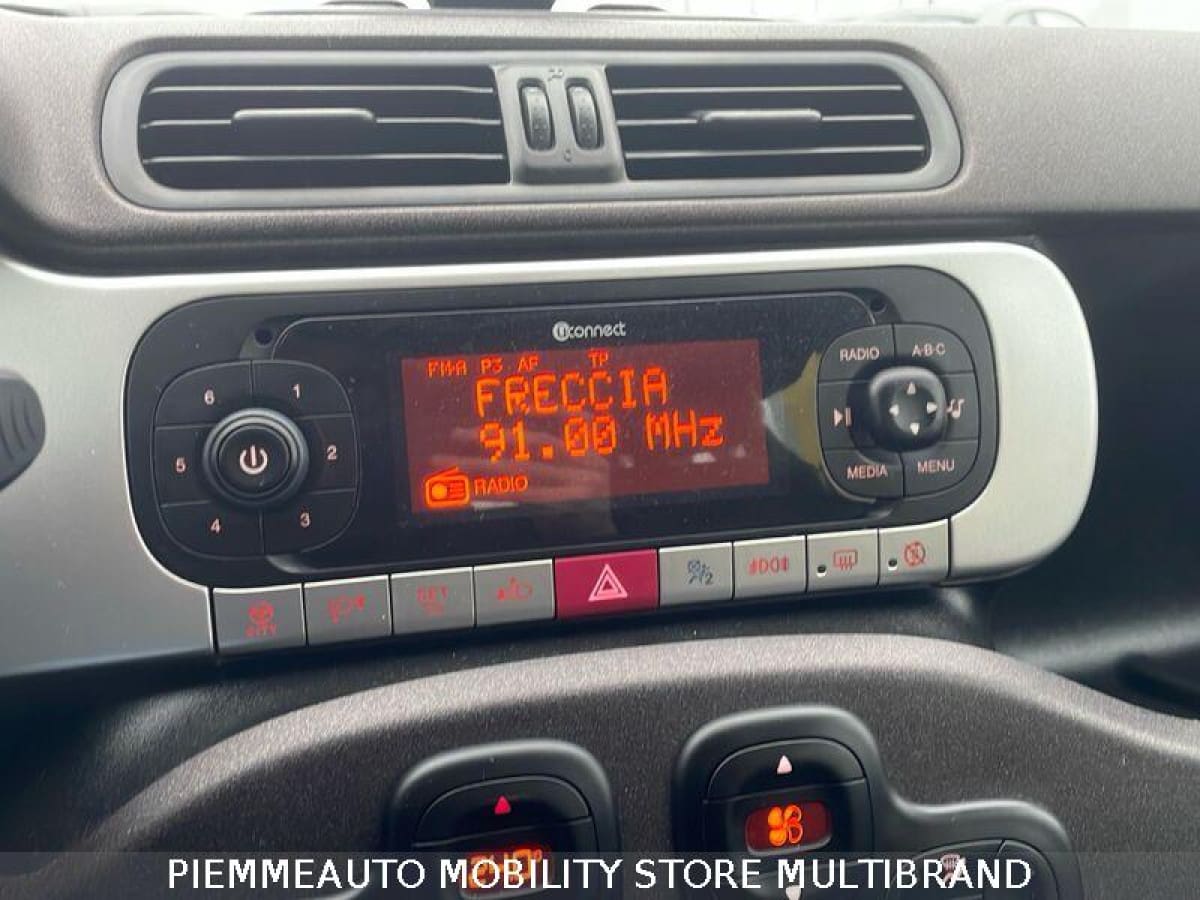 uconnect
FM-A P3 AF TP
FRECCIA
91.00 MHz
RADIO
6 1
5 2
4 3
RADIO A-B-C
MEDIA MENU
CITY
SET
PIEMMEAUTO MOBILITY STORE MULTIBRAND